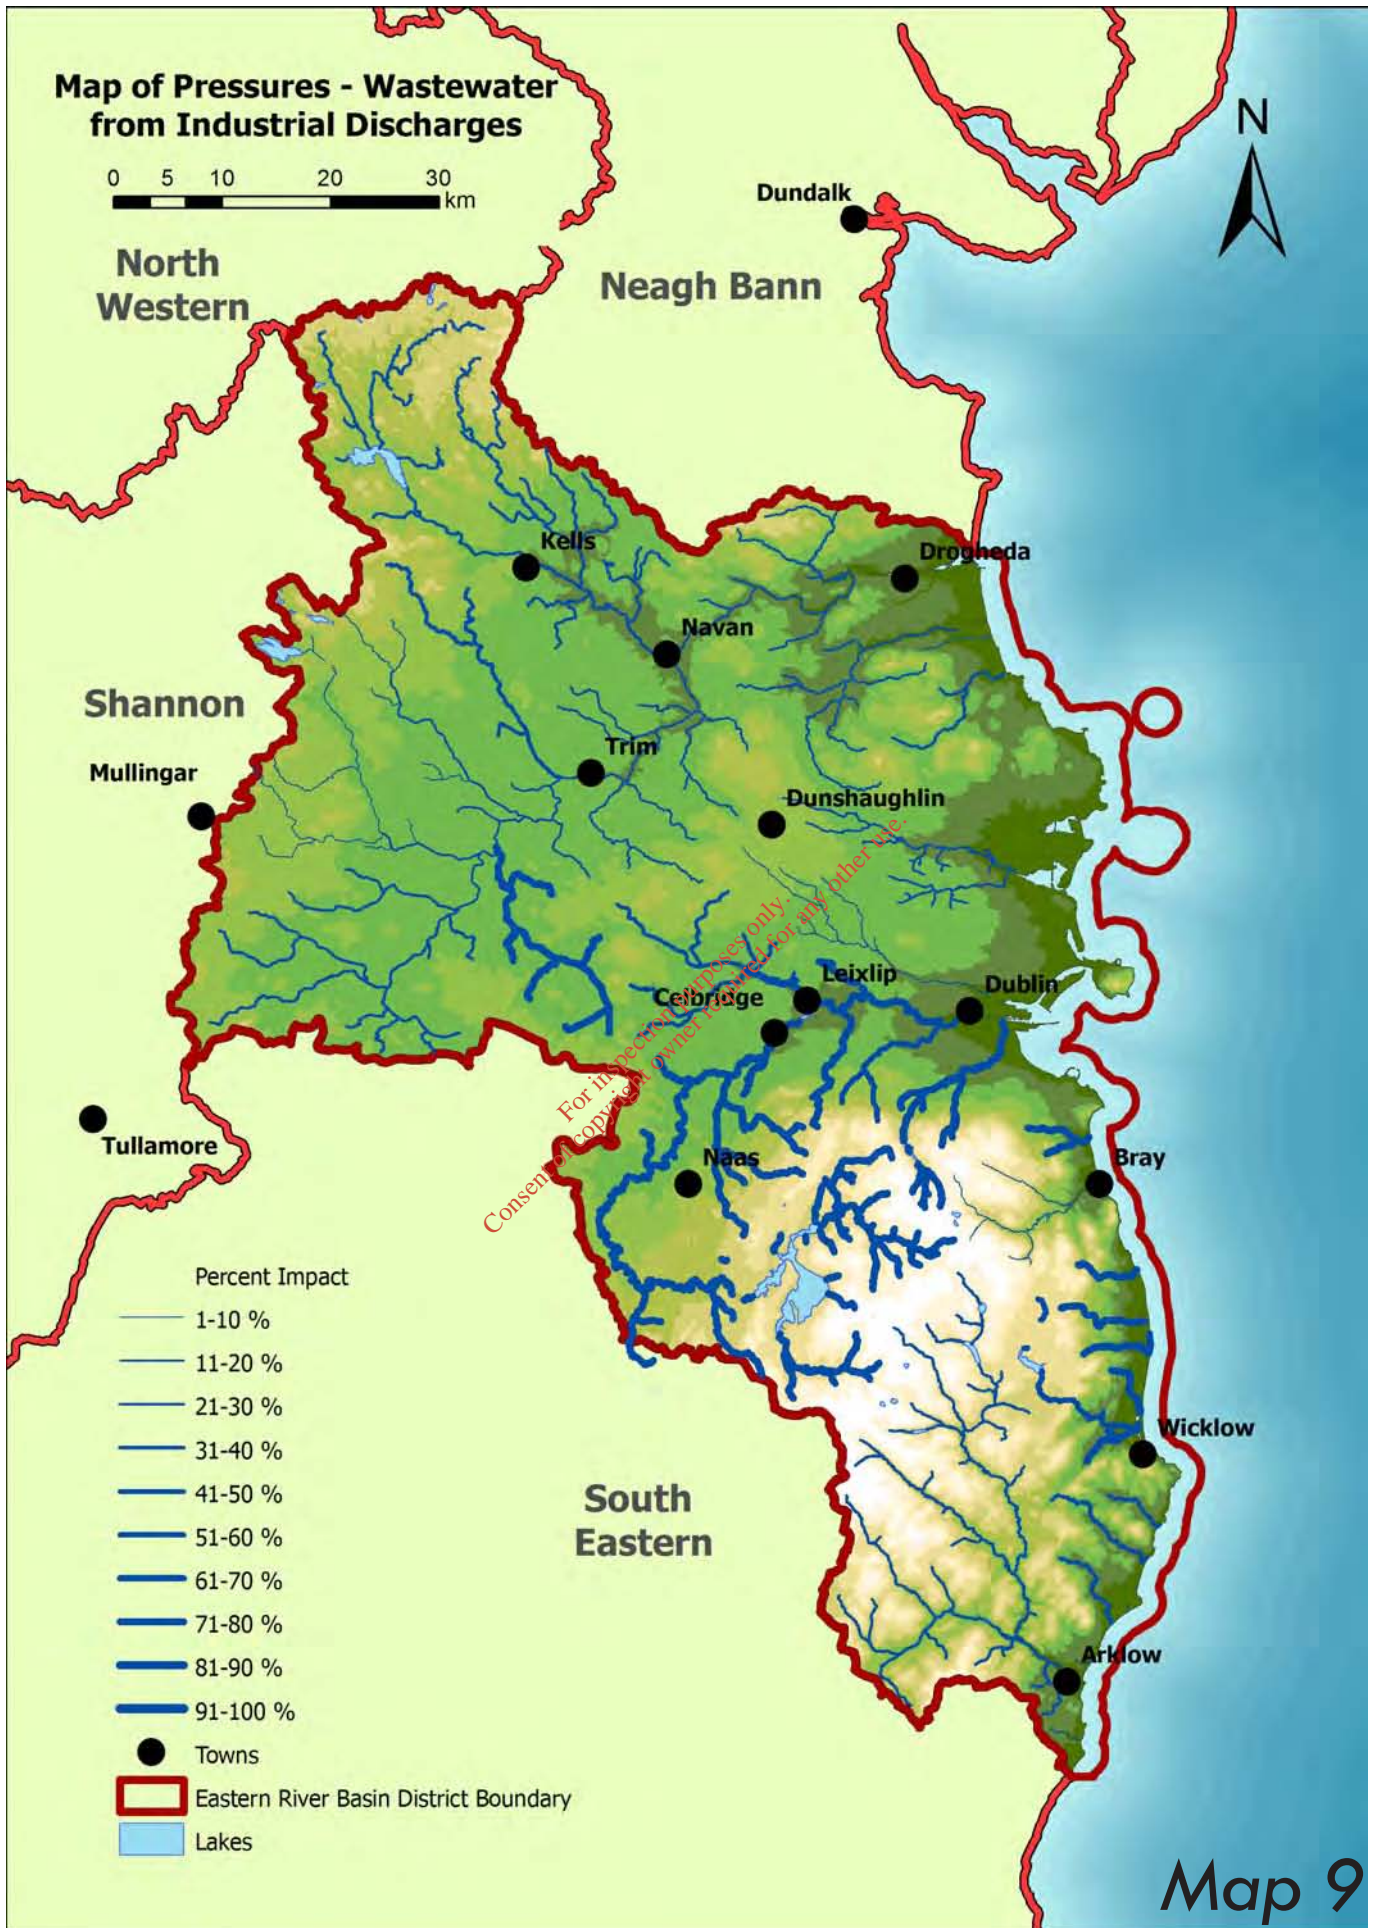 Map of Pressures - Wastewater
from Industrial Discharges
0 5 10 20 30
km
N
Dundalk
North
Western
Neagh Bann
Kells
Drogheda
Navan
Shannon
Trim
Mullingar
Dunshaughlin
Leixlip
Celbridge
Dublin
For inspection purposes only.
Consent of copyright owner required for any other use.
Tullamore
Naas
Bray
Percent Impact
1-10 %
11-20 %
21-30 %
31-40 %
41-50 %
51-60 %
61-70 %
71-80 %
81-90 %
91-100 %
Wicklow
South
Eastern
Arklow
Towns
Eastern River Basin District Boundary
Lakes
Map 9